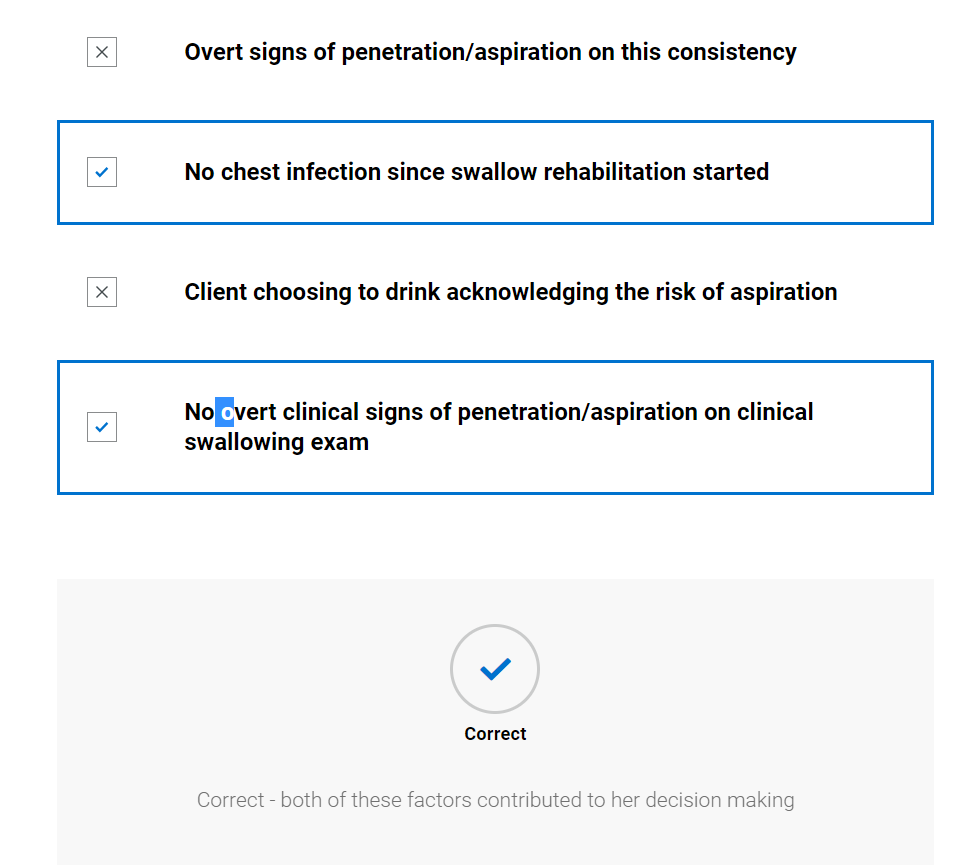 Overt signs of penetration/aspiration on this consistency
No chest infection since swallow rehabilitation started
Client choosing to drink acknowledging the risk of aspiration
No overt clinical signs of penetration/aspiration on clinical
swallowing exam
Correct
Correct - both of these factors contributed to her decision making